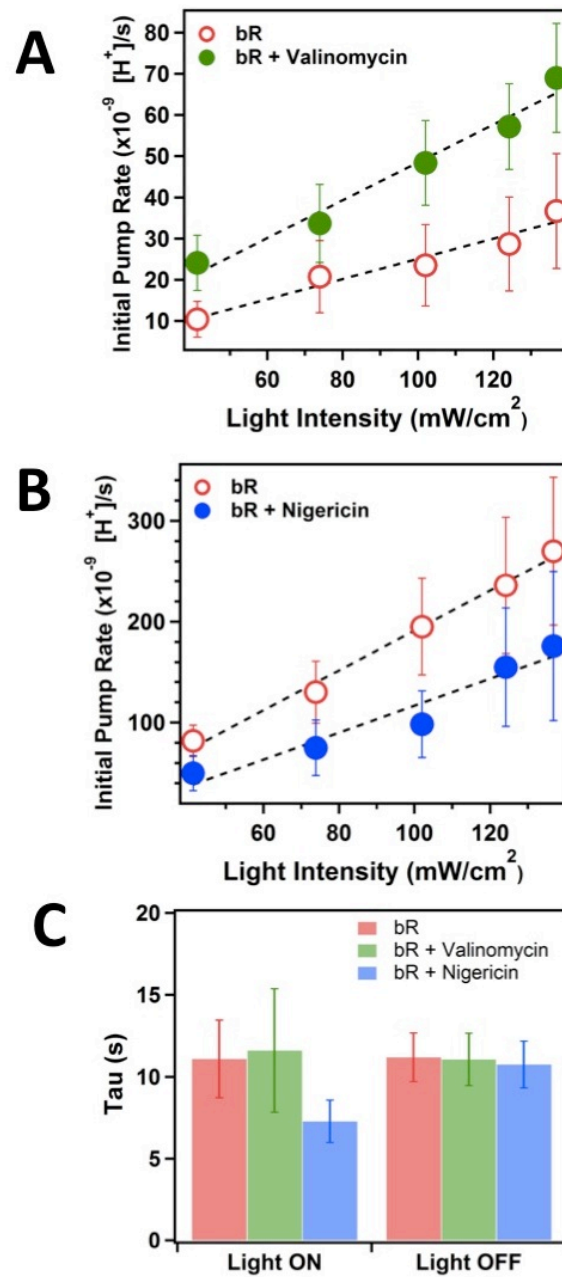 A
bR
bR + Valinomycin
Initial Pump Rate (x10⁻⁹ [H⁺]/s)
80
70
60
50
40
30
20
10
60 80 100 120
Light Intensity (mW/cm²)
B
bR
bR + Nigericin
Initial Pump Rate (x10⁻⁹ [H⁺]/s)
300
200
100
60 80 100 120
Light Intensity (mW/cm²)
C
bR
bR + Valinomycin
bR + Nigericin
Tau (s)
20
15
10
5
0
Light ON Light OFF